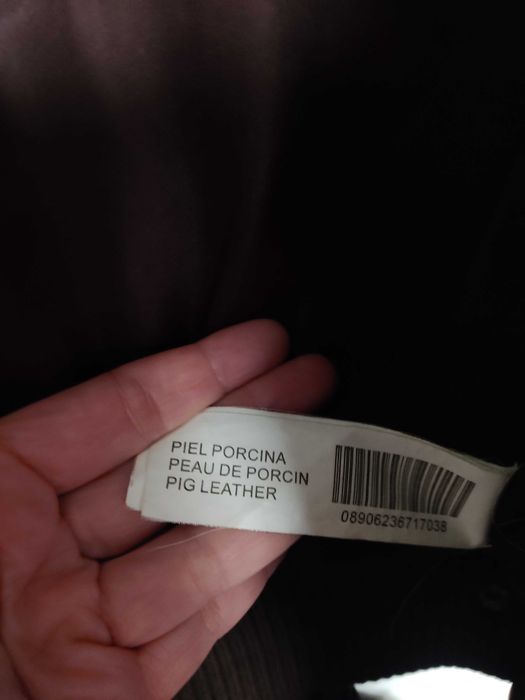 PIEL PORCINA
PEAU DE PORCIN
PIG LEATHER
08906236717038